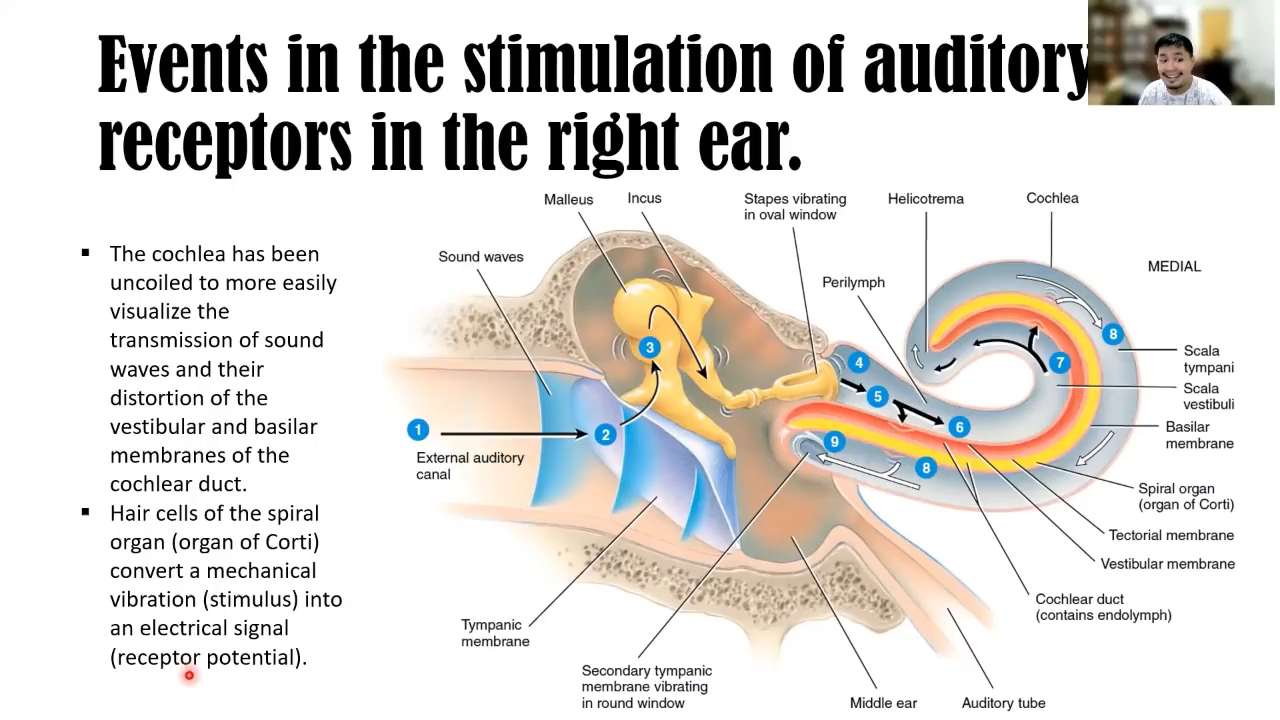 Events in the stimulation of auditory
receptors in the right ear.
▪ The cochlea has been
uncoiled to more easily
visualize the
transmission of sound
waves and their
distortion of the
vestibular and basilar
membranes of the
cochlear duct.
▪ Hair cells of the spiral
organ (organ of Corti)
convert a mechanical
vibration (stimulus) into
an electrical signal
(receptor potential).
Malleus
Incus
Stapes vibrating
in oval window
Helicotrema
Cochlea
Sound waves
Perilymph
MEDIAL
3
4
5
6
7
8
Scala
tympani
Scala
vestibuli
Basilar
membrane
1
2
9
8
External auditory
canal
Spiral organ
(organ of Corti)
Tectorial membrane
Vestibular membrane
Cochlear duct
(contains endolymph)
Tympanic
membrane
Secondary tympanic
membrane vibrating
in round window
Middle ear
Auditory tube